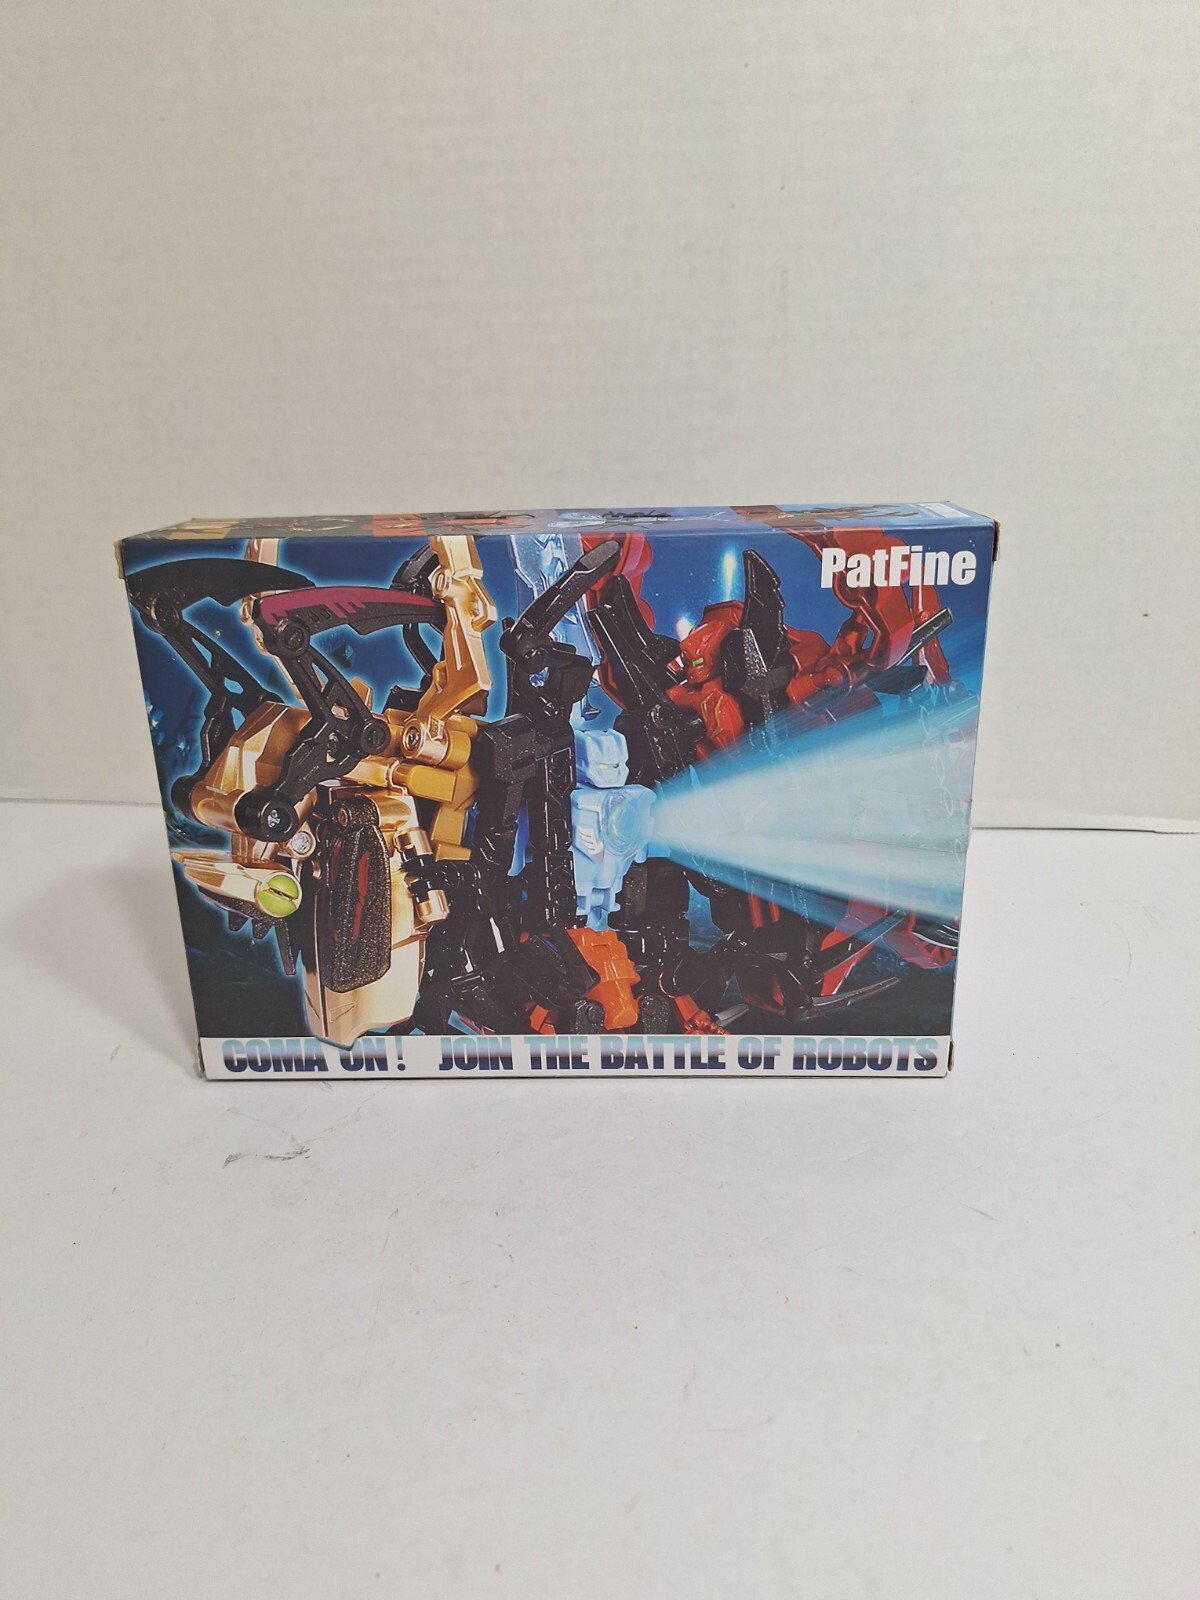 PatFine
COMA ON! JOIN THE BATTLE OF ROBOTS